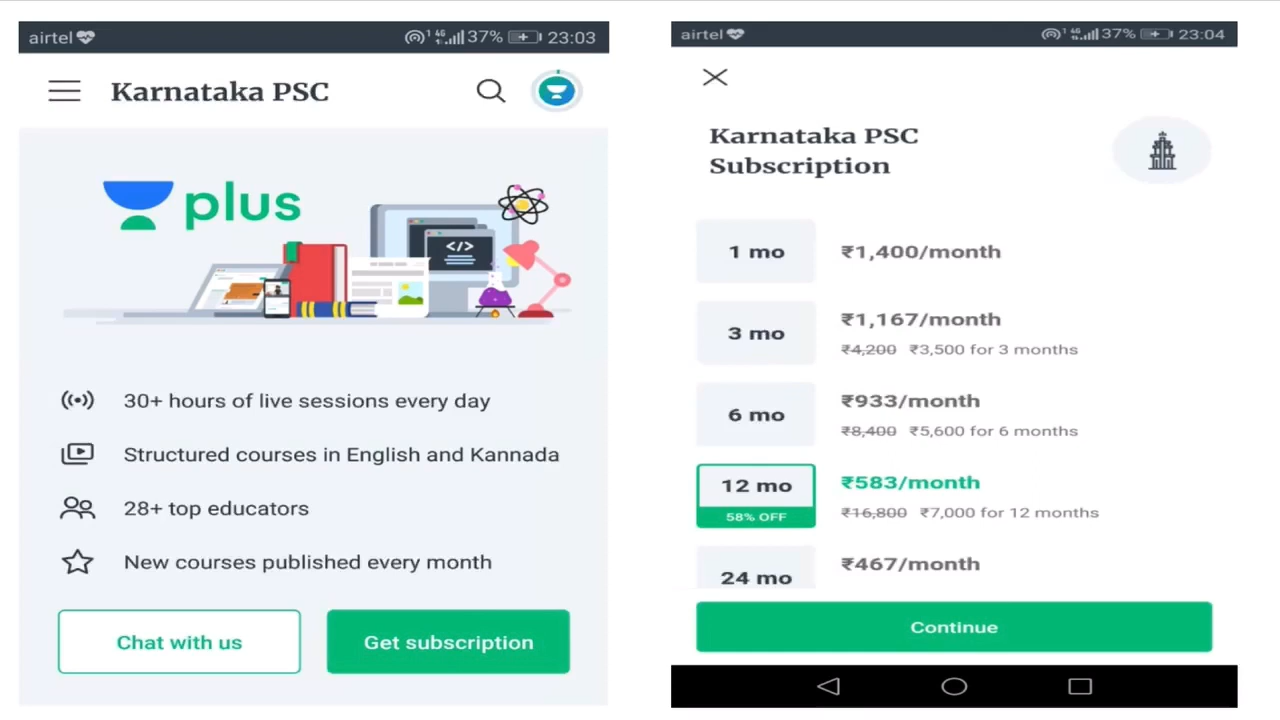 airtel
1 4G 37% 23:03
Karnataka PSC
plus
</>
30+ hours of live sessions every day
Structured courses in English and Kannada
28+ top educators
New courses published every month
Chat with us
Get subscription
airtel
1 4G 37% 23:04
Karnataka PSC
Subscription
1 mo
₹1,400/month
3 mo
₹1,167/month
₹4,200 ₹3,500 for 3 months
6 mo
₹933/month
₹8,400 ₹5,600 for 6 months
12 mo
58% OFF
₹583/month
₹16,800 ₹7,000 for 12 months
24 mo
₹467/month
Continue